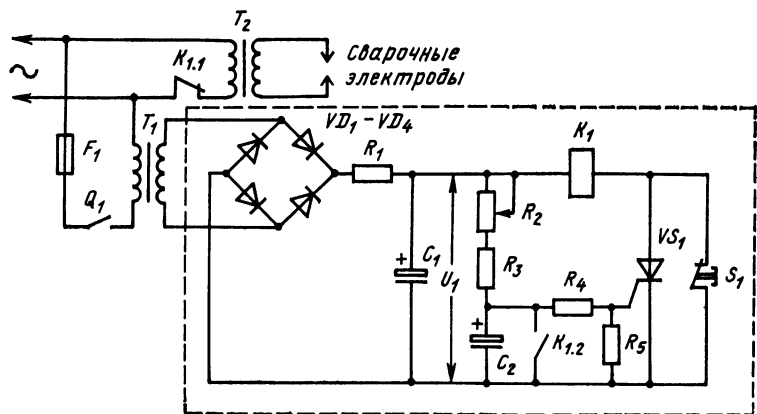 T₂
K₁.₁
Сварочные
электроды
~
F₁
T₁
Q₁
VD₁ – VD₄
R₁
K₁
+
C₁
U₁
R₂
R₃
R₄
VS₁
S₁
+
C₂
K₁.₂
R₅